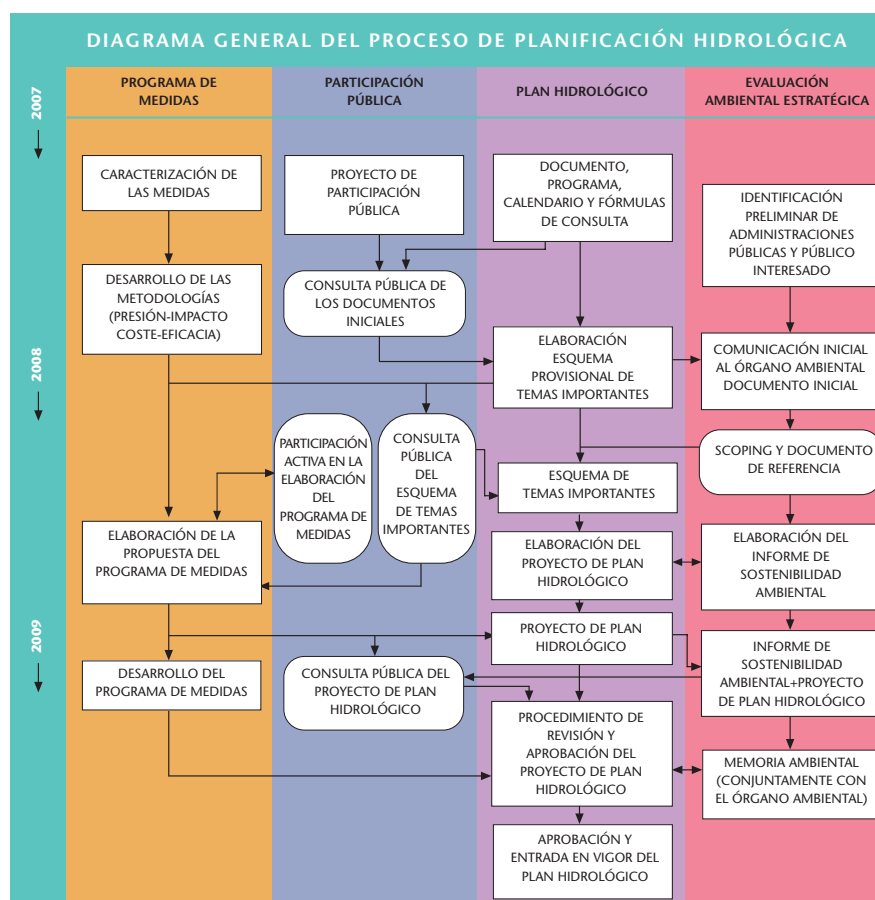 DIAGRAMA GENERAL DEL PROCESO DE PLANIFICACIÓN HIDROLÓGICA
PROGRAMA DE
MEDIDAS
PARTICIPACIÓN
PÚBLICA
PLAN HIDROLÓGICO
EVALUACIÓN
AMBIENTAL ESTRATÉGICA
2007
2008
2009
CARACTERIZACIÓN DE
LAS MEDIDAS
DESARROLLO DE LAS
METODOLOGÍAS
(PRESIÓN-IMPACTO
COSTE-EFICACIA)
ELABORACIÓN DE LA
PROPUESTA DEL
PROGRAMA DE MEDIDAS
DESARROLLO DEL
PROGRAMA DE MEDIDAS
PROYECTO DE
PARTICIPACIÓN
PÚBLICA
CONSULTA PÚBLICA DE
LOS DOCUMENTOS
INICIALES
PARTICIPACIÓN
ACTIVA EN LA
ELABORACIÓN
DEL
PROGRAMA DE
MEDIDAS
CONSULTA
PÚBLICA
DEL
ESQUEMA
DE TEMAS
IMPORTANTES
CONSULTA PÚBLICA DEL
PROYECTO DE PLAN
HIDROLÓGICO
DOCUMENTO,
PROGRAMA,
CALENDARIO Y FÓRMULAS
DE CONSULTA
ELABORACIÓN
ESQUEMA
PROVISIONAL DE
TEMAS IMPORTANTES
ESQUEMA DE
TEMAS IMPORTANTES
ELABORACIÓN DEL
PROYECTO DE PLAN
HIDROLÓGICO
PROYECTO DE PLAN
HIDROLÓGICO
PROCEDIMIENTO DE
REVISIÓN Y
APROBACIÓN DEL
PROYECTO DE PLAN
HIDROLÓGICO
APROBACIÓN Y
ENTRADA EN VIGOR DEL
PLAN HIDROLÓGICO
IDENTIFICACIÓN
PRELIMINAR DE
ADMINISTRACIONES
PÚBLICAS Y PÚBLICO
INTERESADO
COMUNICACIÓN INICIAL
AL ÓRGANO AMBIENTAL
DOCUMENTO INICIAL
SCOPING Y DOCUMENTO
DE REFERENCIA
ELABORACIÓN DEL
INFORME DE
SOSTENIBILIDAD
AMBIENTAL
INFORME DE
SOSTENIBILIDAD
AMBIENTAL+PROYECTO
DE PLAN HIDROLÓGICO
MEMORIA AMBIENTAL
(CONJUNTAMENTE CON
EL ÓRGANO AMBIENTAL)